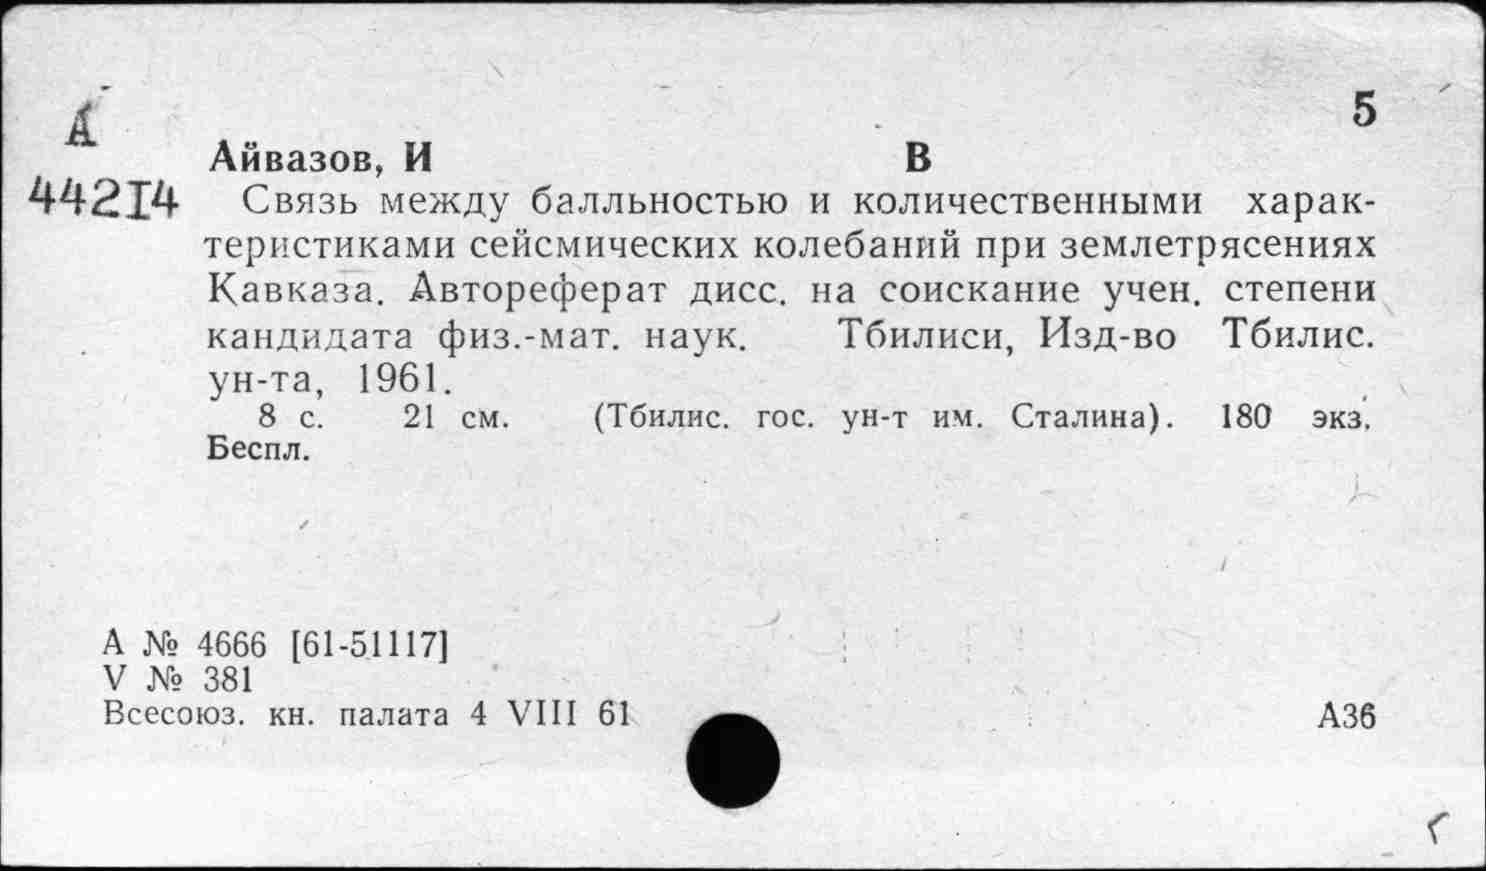 5
А
Айвазов, И В
44214
Связь между балльностью и количественными харак-
теристиками сейсмических колебаний при землетрясениях
Кавказа. Автореферат дисс. на соискание учен. степени
кандидата физ.-мат. наук. Тбилиси, Изд-во Тбилис.
ун-та, 1961.
8 с. 21 см. (Тбилис. гос. ун-т им. Сталина). 180 экз.
Беспл.
А № 4666 [61-51117]
V № 381
Всесоюз. кн. палата 4 VIII 61
А36